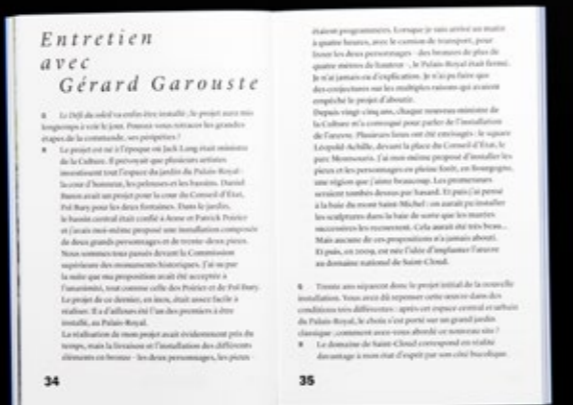 Entretien
avec
Gérard Garouste
Le Défi du soleil va enfin être installé ; le projet aura mis
longtemps à voir le jour. Pouvez-vous retracer les grandes
étapes de la commande, ses péripéties ?
Le projet est né à l'époque où Jack Lang était ministre
de la Culture. Il prévoyait que plusieurs artistes
investissent tout l'espace du jardin du Palais-Royal :
la cour d'honneur, les pelouses et les bassins. Daniel
Buren avait un projet pour la cour du Conseil d'État,
Pol Bury pour les deux fontaines. Dans le jardin,
le bassin central était confié à Anne et Patrick Poirier
et j'avais moi-même proposé une installation composée
de deux grands personnages et de trente-deux pieux.
Nous sommes tous passés devant la Commission
supérieure des monuments historiques. J'ai su par
la suite que ma proposition avait été acceptée à
l'unanimité, tout comme celle des Poirier et de Pol Bury.
Le projet de ce dernier, en inox, était assez facile à
réaliser. Il a d'ailleurs été l'un des premiers à être
installé, au Palais-Royal.
La réalisation de mon projet avait évidemment pris du
temps, mais la livraison et l'installation des différents
éléments en bronze – les deux personnages, les pieux –
34
étaient programmées. Lorsque je suis arrivé un matin
à quatre heures, avec le camion de transport, pour
livrer les deux personnages – des bronzes de plus de
quatre mètres de hauteur –, le Palais-Royal était fermé.
Je n'ai jamais eu d'explication. Je n'ai pu faire que
des conjectures sur les multiples raisons qui avaient
empêché le projet d'aboutir.
Depuis vingt-cinq ans, chaque nouveau ministre de
la Culture m'a convoqué pour parler de l'installation
de l'œuvre. Plusieurs lieux ont été envisagés : le square
Léopold-Achille, devant la place du Conseil d'État, le
parc Montsouris. J'ai moi-même proposé d'installer les
pieux et les personnages en pleine forêt, en Bourgogne,
une région que j'aime beaucoup. Les promeneurs
seraient tombés dessus par hasard. Et puis j'ai pensé
à la baie du mont Saint-Michel : on aurait pu installer
les sculptures dans la baie de sorte que les marées
successives les recouvrent. Cela aurait été très beau...
Mais aucune de ces propositions n'a jamais abouti.
Et puis, en 2009, est née l'idée d'implanter l'œuvre
au domaine national de Saint-Cloud.
Trente ans séparent donc le projet initial de la nouvelle
installation. Vous avez dû repenser cette œuvre dans des
conditions très différentes : après cet espace central et urbain
du Palais-Royal, le choix s'est porté sur un grand jardin
classique ; comment avez-vous abordé ce nouveau site ?
Le domaine de Saint-Cloud correspond en réalité
davantage à mon état d'esprit par son côté bucolique.
35